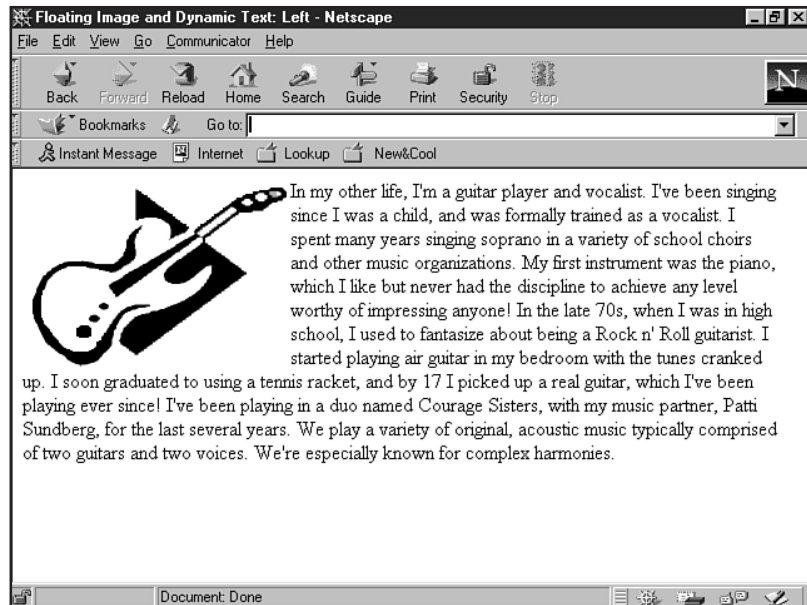 Floating Image and Dynamic Text: Left - Netscape
File Edit View Go Communicator Help
Back Forward Reload Home Search Guide Print Security Stop
N
Bookmarks Go to:
Instant Message Internet Lookup New&Cool
In my other life, I'm a guitar player and vocalist. I've been singing
since I was a child, and was formally trained as a vocalist. I
spent many years singing soprano in a variety of school choirs
and other music organizations. My first instrument was the piano,
which I like but never had the discipline to achieve any level
worthy of impressing anyone! In the late 70s, when I was in high
school, I used to fantasize about being a Rock n' Roll guitarist. I
started playing air guitar in my bedroom with the tunes cranked
up. I soon graduated to using a tennis racket, and by 17 I picked up a real guitar, which I've been
playing ever since! I've been playing in a duo named Courage Sisters, with my music partner, Patti
Sundberg, for the last several years. We play a variety of original, acoustic music typically comprised
of two guitars and two voices. We're especially known for complex harmonies.
Document: Done